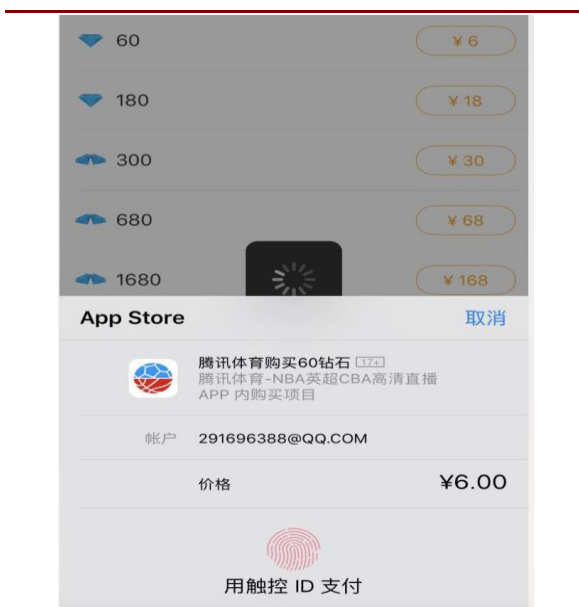 60
¥ 6
180
¥ 18
300
¥ 30
680
¥ 68
1680
¥ 168
App Store
取消
腾讯体育购买60钻石 17+
腾讯体育-NBA英超CBA高清直播
APP 内购买项目
帐户
291696388@QQ.COM
价格
¥6.00
用触控 ID 支付